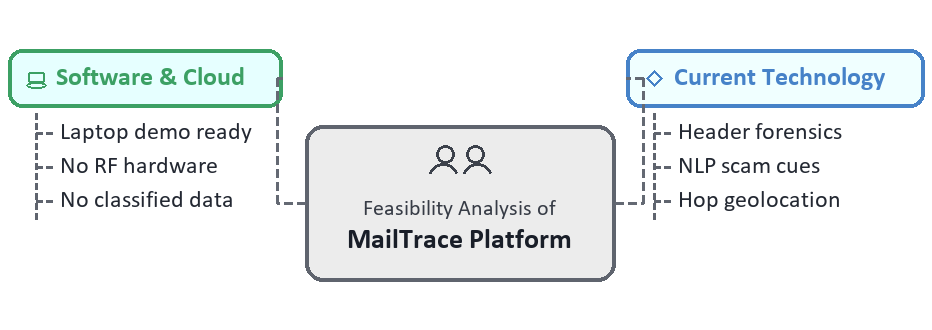 Software & Cloud
Laptop demo ready
No RF hardware
No classified data
Feasibility Analysis of
MailTrace Platform
Current Technology
Header forensics
NLP scam cues
Hop geolocation